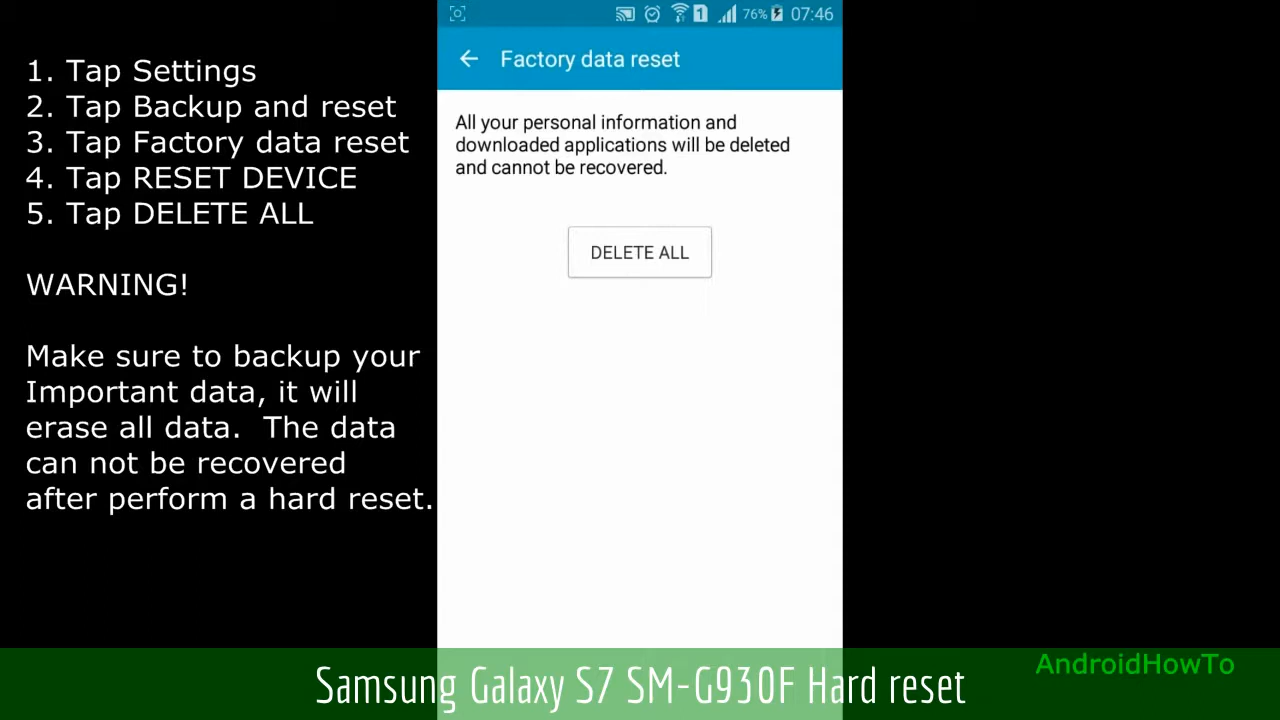 1. Tap Settings
2. Tap Backup and reset
3. Tap Factory data reset
4. Tap RESET DEVICE
5. Tap DELETE ALL
WARNING!
Make sure to backup your
Important data, it will
erase all data.  The data
can not be recovered
after perform a hard reset.
1 76% 07:46
Factory data reset
All your personal information and
downloaded applications will be deleted
and cannot be recovered.
DELETE ALL
AndroidHowTo
Samsung Galaxy S7 SM-G930F Hard reset